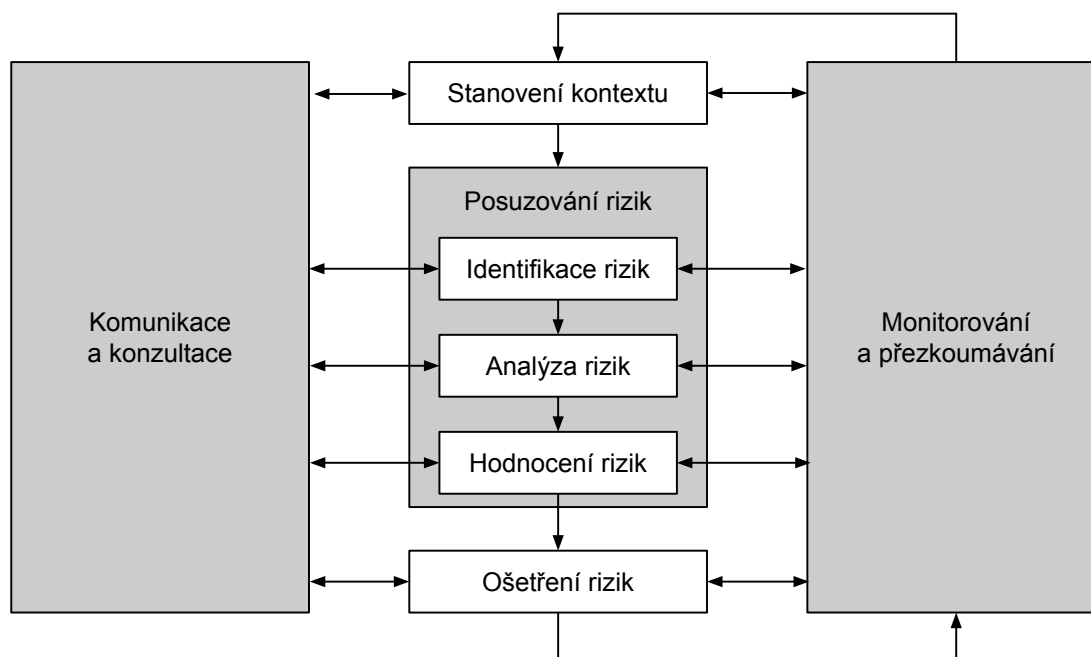 Stanovení kontextu
Posuzování rizik
Identifikace rizik
Komunikace
a konzultace
Monitorování
a přezkoumávání
Analýza rizik
Hodnocení rizik
Ošetření rizik